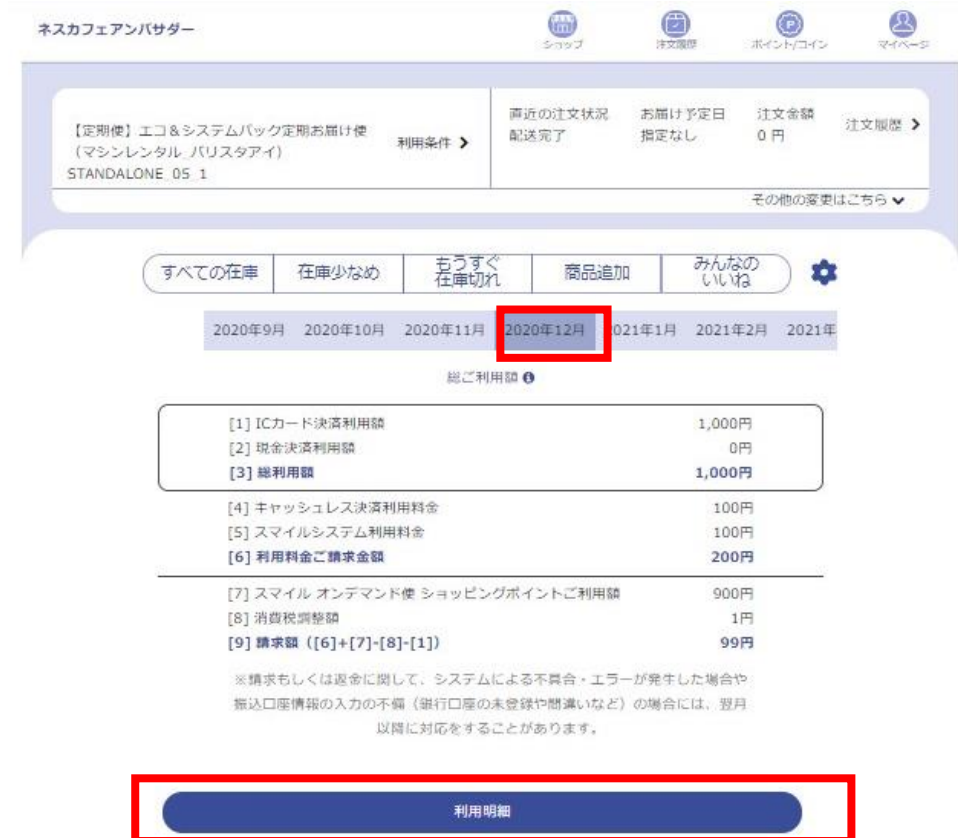 ネスカフェアンバサダー
ショップ
注文履歴
ポイント/コイン
マイページ
【定期便】エコ＆システムパック定期お届け便
（マシンレンタル_バリスタアイ）
STANDALONE_05_1
利用条件
直近の注文状況
配送完了
お届け予定日
指定なし
注文金額
0 円
注文履歴
その他の変更はこちら
すべての在庫
在庫少なめ
もうすぐ
在庫切れ
商品追加
みんなの
いいね
2020年9月 2020年10月 2020年11月 2020年12月 2021年1月 2021年2月 2021年
総ご利用額
[1] ICカード決済利用額 1,000円
[2] 現金決済利用額 0円
[3] 総利用額 1,000円
[4] キャッシュレス決済利用料金 100円
[5] スマイルシステム利用料金 100円
[6] 利用料金ご請求金額 200円
[7] スマイル オンデマンド便 ショッピングポイントご利用額 900円
[8] 消費税調整額 1円
[9] 請求額（[6]+[7]-[8]-[1]） 99円
※請求もしくは返金に関して、システムによる不具合・エラーが発生した場合や
振込口座情報の入力の不備（銀行口座の未登録や間違いなど）の場合には、翌月
以降に対応をすることがあります。
利用明細